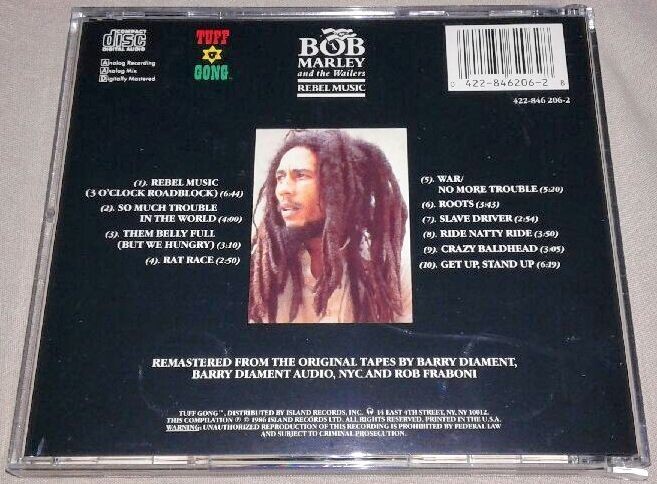 COMPACT
disc
DIGITAL AUDIO
Analog Recording
Analog Mix
Digitally Mastered
TUFF
GONG™
BOB
MARLEY
and the Wailers
REBEL MUSIC
0 422-846206-2 8
422-846 206-2
(1). REBEL MUSIC
(3 O'CLOCK ROADBLOCK) (6:44)
(2). SO MUCH TROUBLE
IN THE WORLD (4:00)
(3). THEM BELLY FULL
(BUT WE HUNGRY) (3:10)
(4). RAT RACE (2:50)
(5). WAR/
NO MORE TROUBLE (5:20)
(6). ROOTS (3:43)
(7). SLAVE DRIVER (2:54)
(8). RIDE NATTY RIDE (3:50)
(9). CRAZY BALDHEAD (3:05)
(10). GET UP, STAND UP (6:19)
REMASTERED FROM THE ORIGINAL TAPES BY BARRY DIAMENT,
BARRY DIAMENT AUDIO, NYC AND ROB FRABONI
TUFF GONG™, DISTRIBUTED BY ISLAND RECORDS, INC. 14 EAST 4TH STREET, NY, NY 10012.
THIS COMPILATION ℗ © 1986 ISLAND RECORDS LTD. ALL RIGHTS RESERVED. PRINTED IN THE U.S.A.
WARNING: UNAUTHORIZED REPRODUCTION OF THIS RECORDING IS PROHIBITED BY FEDERAL LAW
AND SUBJECT TO CRIMINAL PROSECUTION.